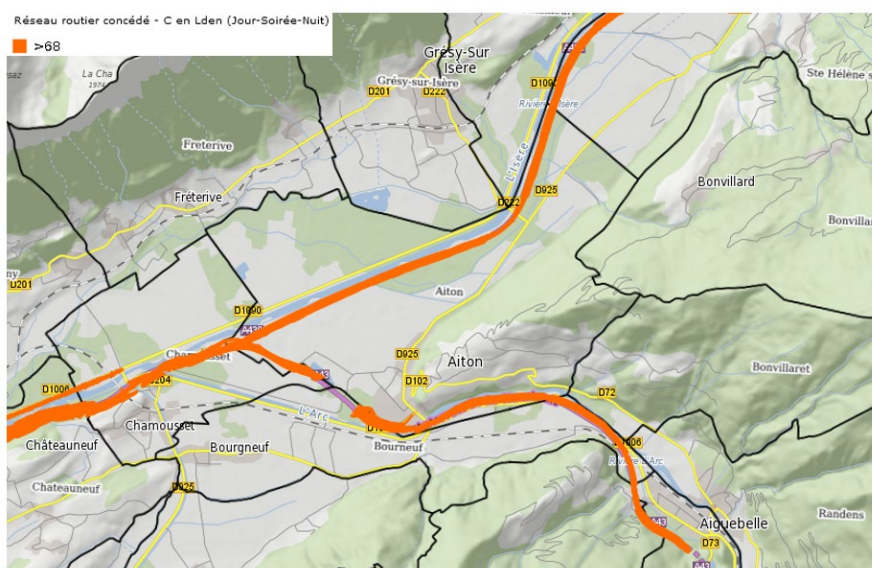 Réseau routier concédé - C en Lden (Jour-Soirée-Nuit)
>68
La Cha
1974
Grésy-Sur
Isère
Grésy-sur-Isère
D201
D222
D1090
Rivière Isère
Ste Hélène s
Freterive
Fréterive
L'Isère
D925
Bonvillard
D222
Bonvillar
D201
Aiton
D1090
A430
Chamousset
D925
Aiton
D1006
D204
A43
D102
D72
Bonvillaret
L'Arc
Chamousset
Châteauneuf
Bourgneuf
Bourneuf
D1006
Rivière D'Arc
Chateauneuf
D925
A43
Aiguebelle
Randens
D73
A43